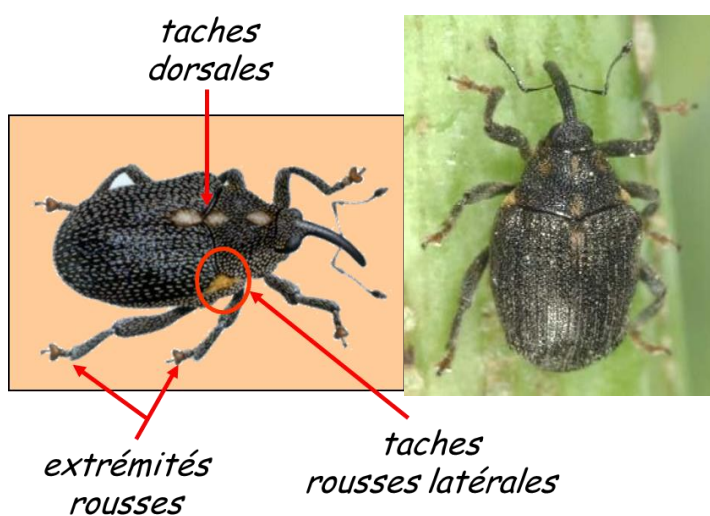 taches
dorsales
extrémités
rousses
taches
rousses latérales